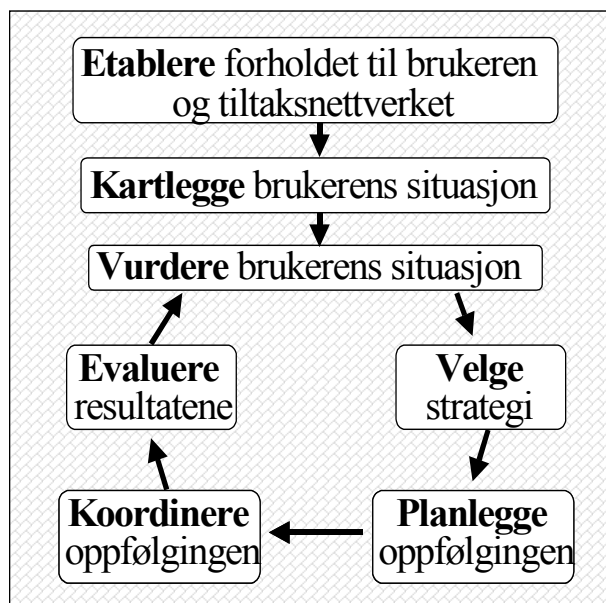 Etablere forholdet til brukeren
og tiltaksnettverket
Kartlegge brukerens situasjon
Vurdere brukerens situasjon
Velge
strategi
Planlegge
oppfølgingen
Koordinere
oppfølgingen
Evaluere
resultatene